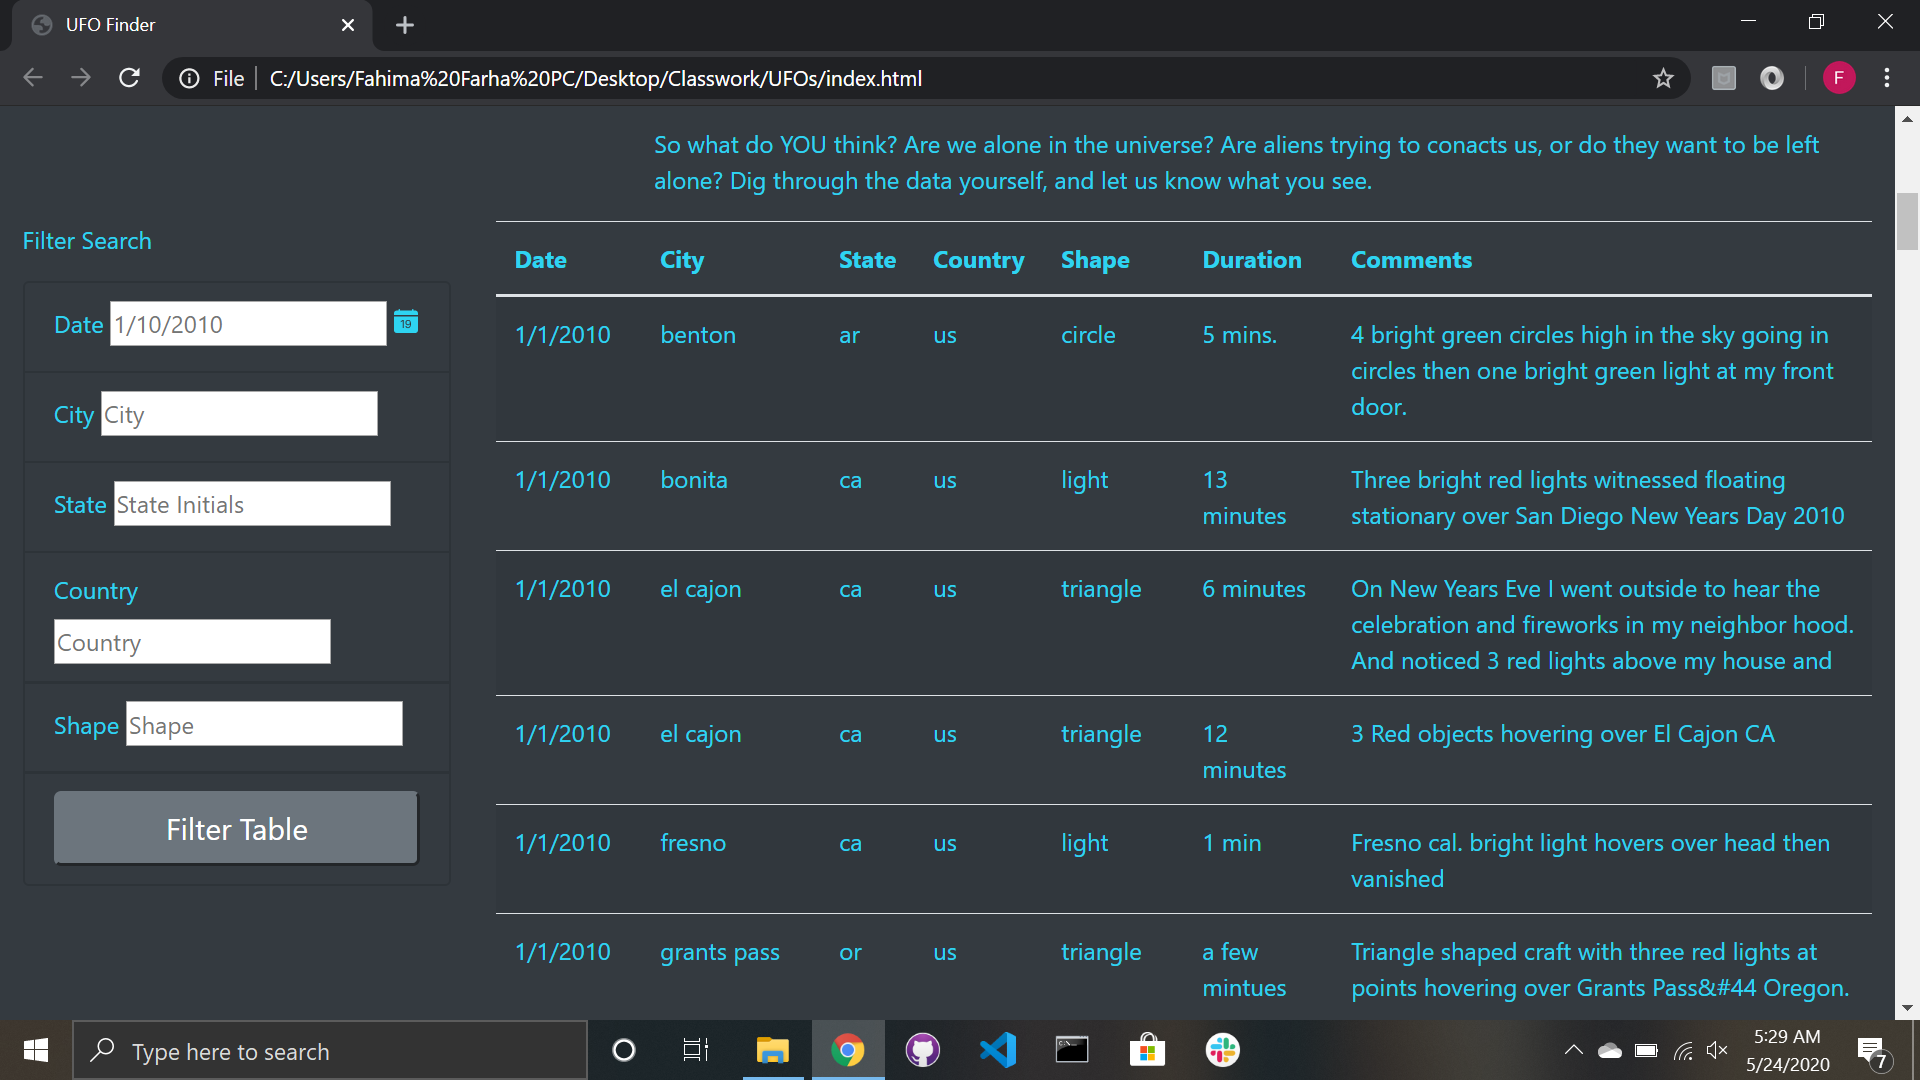 UFO Finder
File
C:/Users/Fahima%20Farha%20PC/Desktop/Classwork/UFOs/index.html
F
So what do YOU think? Are we alone in the universe? Are aliens trying to conacts us, or do they want to be left
alone? Dig through the data yourself, and let us know what you see.
Filter Search
Date 1/10/2010 19
City City
State State Initials
Country
Country
Shape Shape
Filter Table
Date City State Country Shape Duration Comments
1/1/2010 benton ar us circle 5 mins. 4 bright green circles high in the sky going in
circles then one bright green light at my front
door.
1/1/2010 bonita ca us light 13 Three bright red lights witnessed floating
minutes stationary over San Diego New Years Day 2010
1/1/2010 el cajon ca us triangle 6 minutes On New Years Eve I went outside to hear the
celebration and fireworks in my neighbor hood.
And noticed 3 red lights above my house and
1/1/2010 el cajon ca us triangle 12 3 Red objects hovering over El Cajon CA
minutes
1/1/2010 fresno ca us light 1 min Fresno cal. bright light hovers over head then
vanished
1/1/2010 grants pass or us triangle a few Triangle shaped craft with three red lights at
mintues points hovering over Grants Pass&#44 Oregon.
Type here to search
5:29 AM
5/24/2020
7